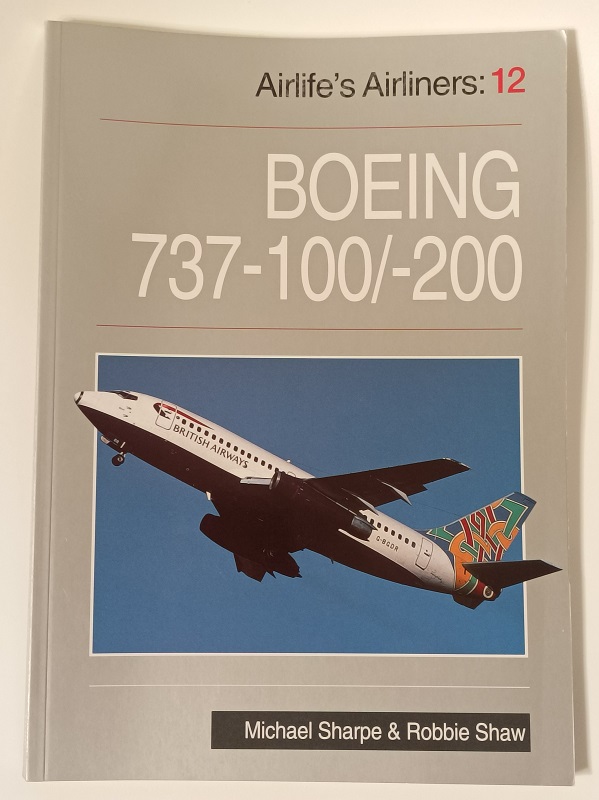 Airlife's Airliners: 12
BOEING
737-100/-200
BRITISH AIRWAYS
G-BGDR
Michael Sharpe & Robbie Shaw